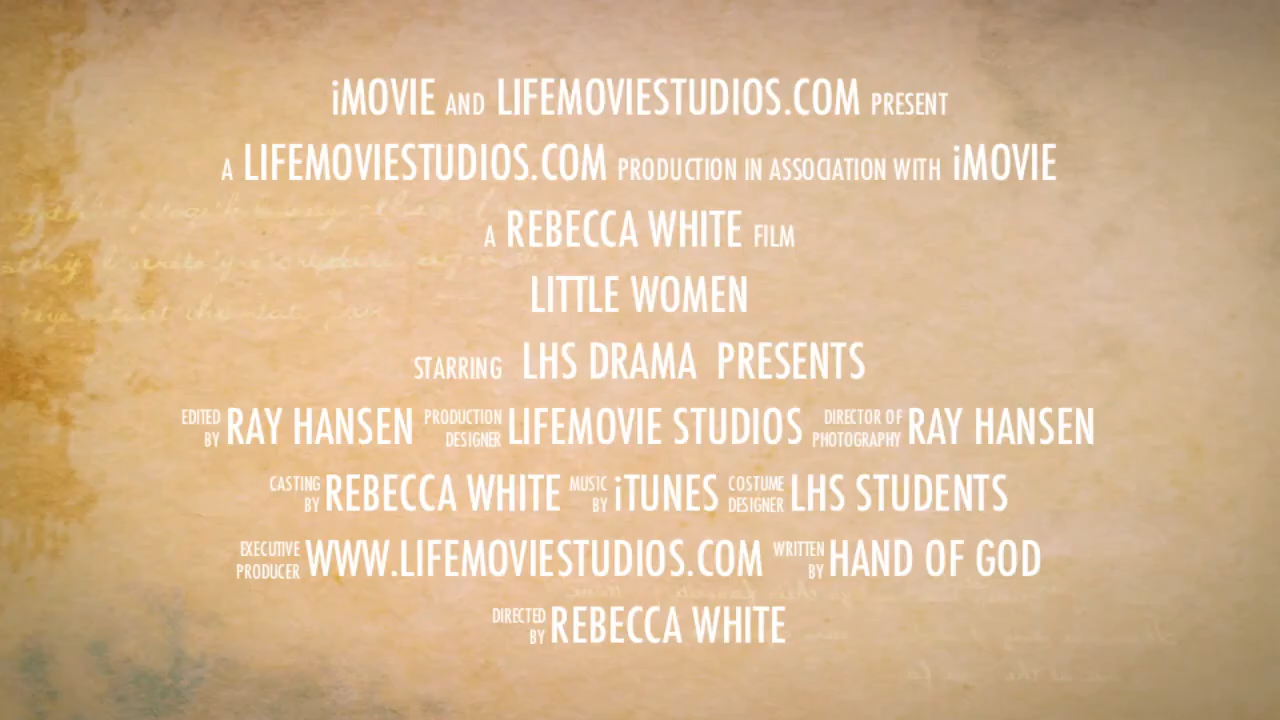 iMOVIE AND LIFEMOVIESTUDIOS.COM PRESENT
A LIFEMOVIESTUDIOS.COM PRODUCTION IN ASSOCIATION WITH iMOVIE
A REBECCA WHITE FILM
LITTLE WOMEN
STARRING LHS DRAMA PRESENTS
EDITED BY RAY HANSEN PRODUCTION DESIGNER LIFEMOVIE STUDIOS DIRECTOR OF PHOTOGRAPHY RAY HANSEN
CASTING BY REBECCA WHITE MUSIC BY iTUNES COSTUME DESIGNER LHS STUDENTS
EXECUTIVE PRODUCER WWW.LIFEMOVIESTUDIOS.COM WRITTEN BY HAND OF GOD
DIRECTED BY REBECCA WHITE